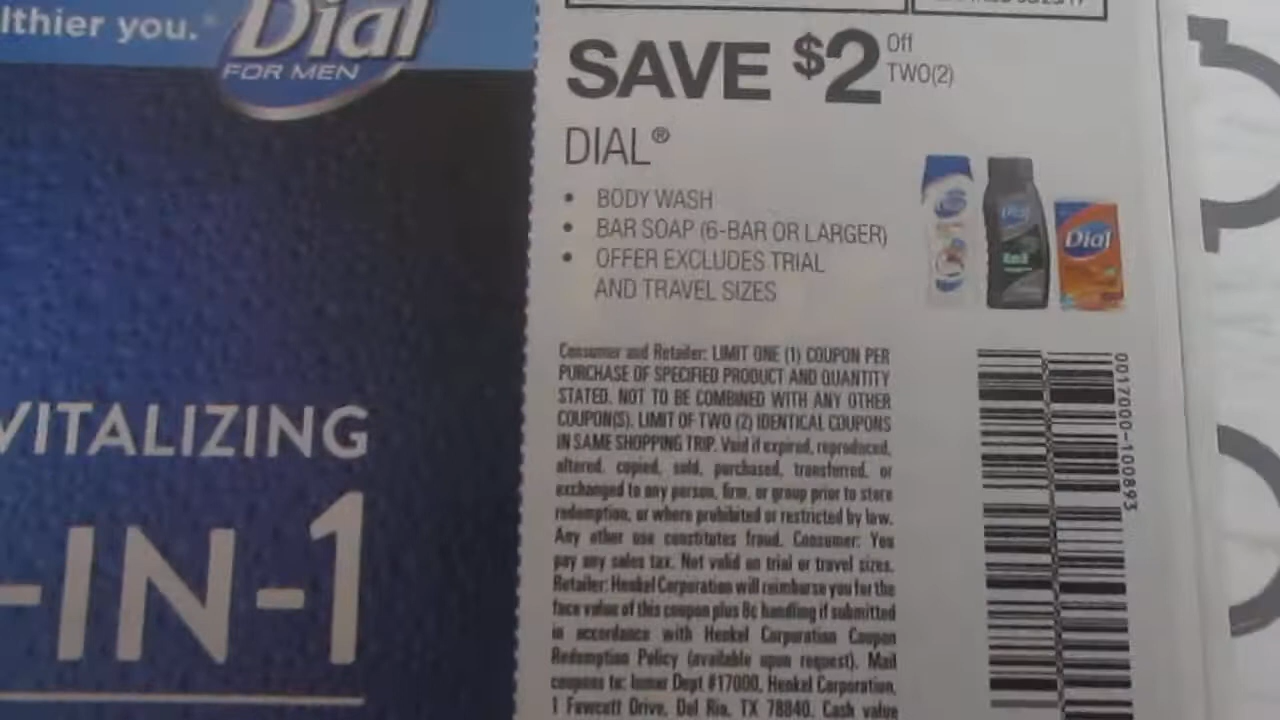 lthier you.
Dial
FOR MEN
VITALIZING
-IN-1
SAVE $2 Off
TWO(2)
DIAL®
• BODY WASH
• BAR SOAP (6-BAR OR LARGER)
• OFFER EXCLUDES TRIAL
AND TRAVEL SIZES
Dial
Consumer and Retailer: LIMIT ONE (1) COUPON PER
PURCHASE OF SPECIFIED PRODUCT AND QUANTITY
STATED. NOT TO BE COMBINED WITH ANY OTHER
COUPON(S). LIMIT OF TWO (2) IDENTICAL COUPONS
IN SAME SHOPPING TRIP. Void if expired, reproduced,
altered, copied, sold, purchased, transferred, or
exchanged to any person, firm, or group prior to store
redemption, or where prohibited or restricted by law.
Any other use constitutes fraud. Consumer: You
pay any sales tax. Not valid on trial or travel sizes.
Retailer: Henkel Corporation will reimburse you for the
face value of this coupon plus 8c handling if submitted
in accordance with Henkel Corporation Coupon
Redemption Policy (available upon request). Mail
coupons to: Inmar Dept #17000, Henkel Corporation,
1 Fawcett Drive, Del Rio, TX 78840. Cash value
0017000-100893